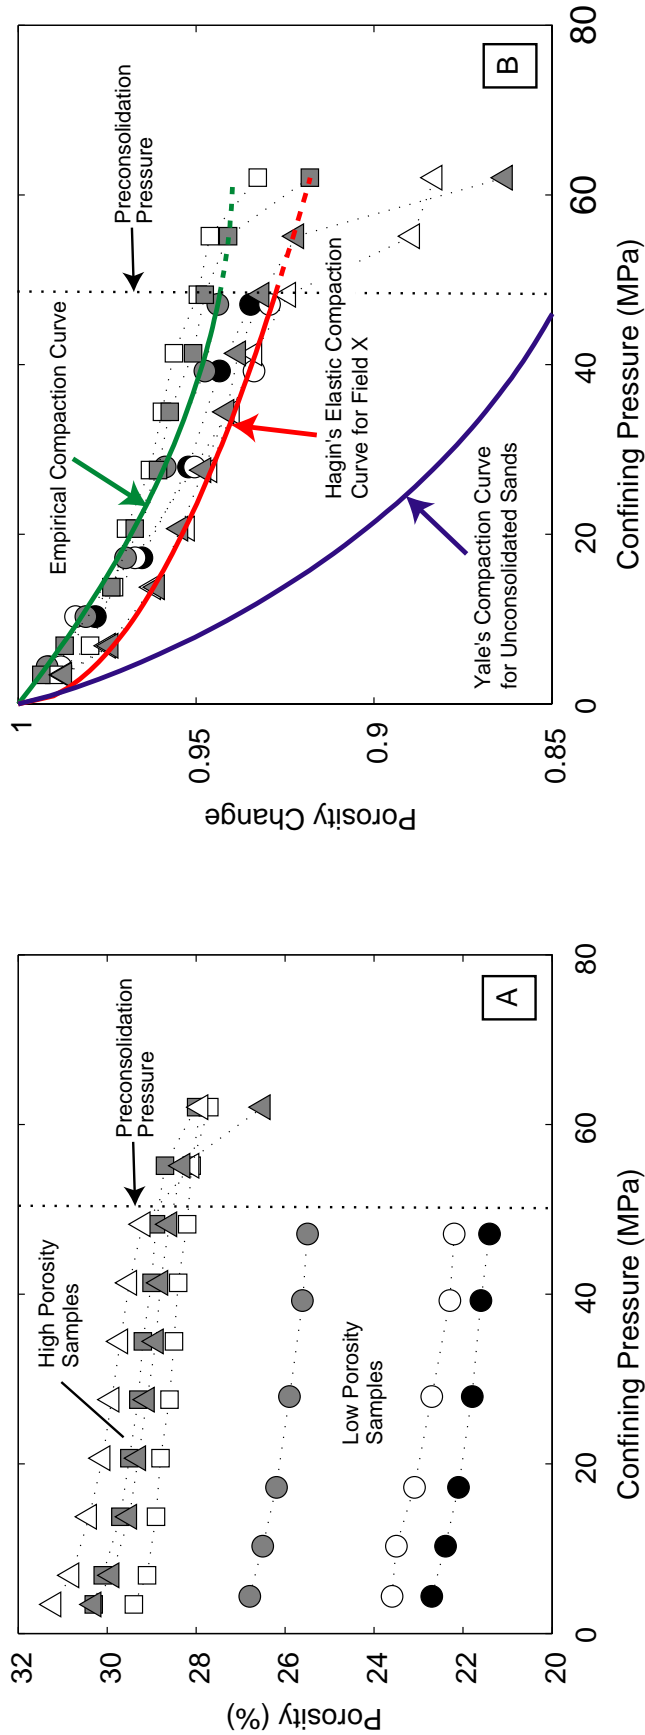 32
30
28
26
24
22
20
0
20
40
60
80
Porosity (%)
Confining Pressure (MPa)
High Porosity
Samples
Preconsolidation
Pressure
Low Porosity
Samples
A
1
0.95
0.9
0.85
0
20
40
60
80
Porosity Change
Confining Pressure (MPa)
Empirical Compaction Curve
Preconsolidation
Pressure
Hagin's Elastic Compaction
Curve for Field X
Yale's Compaction Curve
for Unconsolidated Sands
B